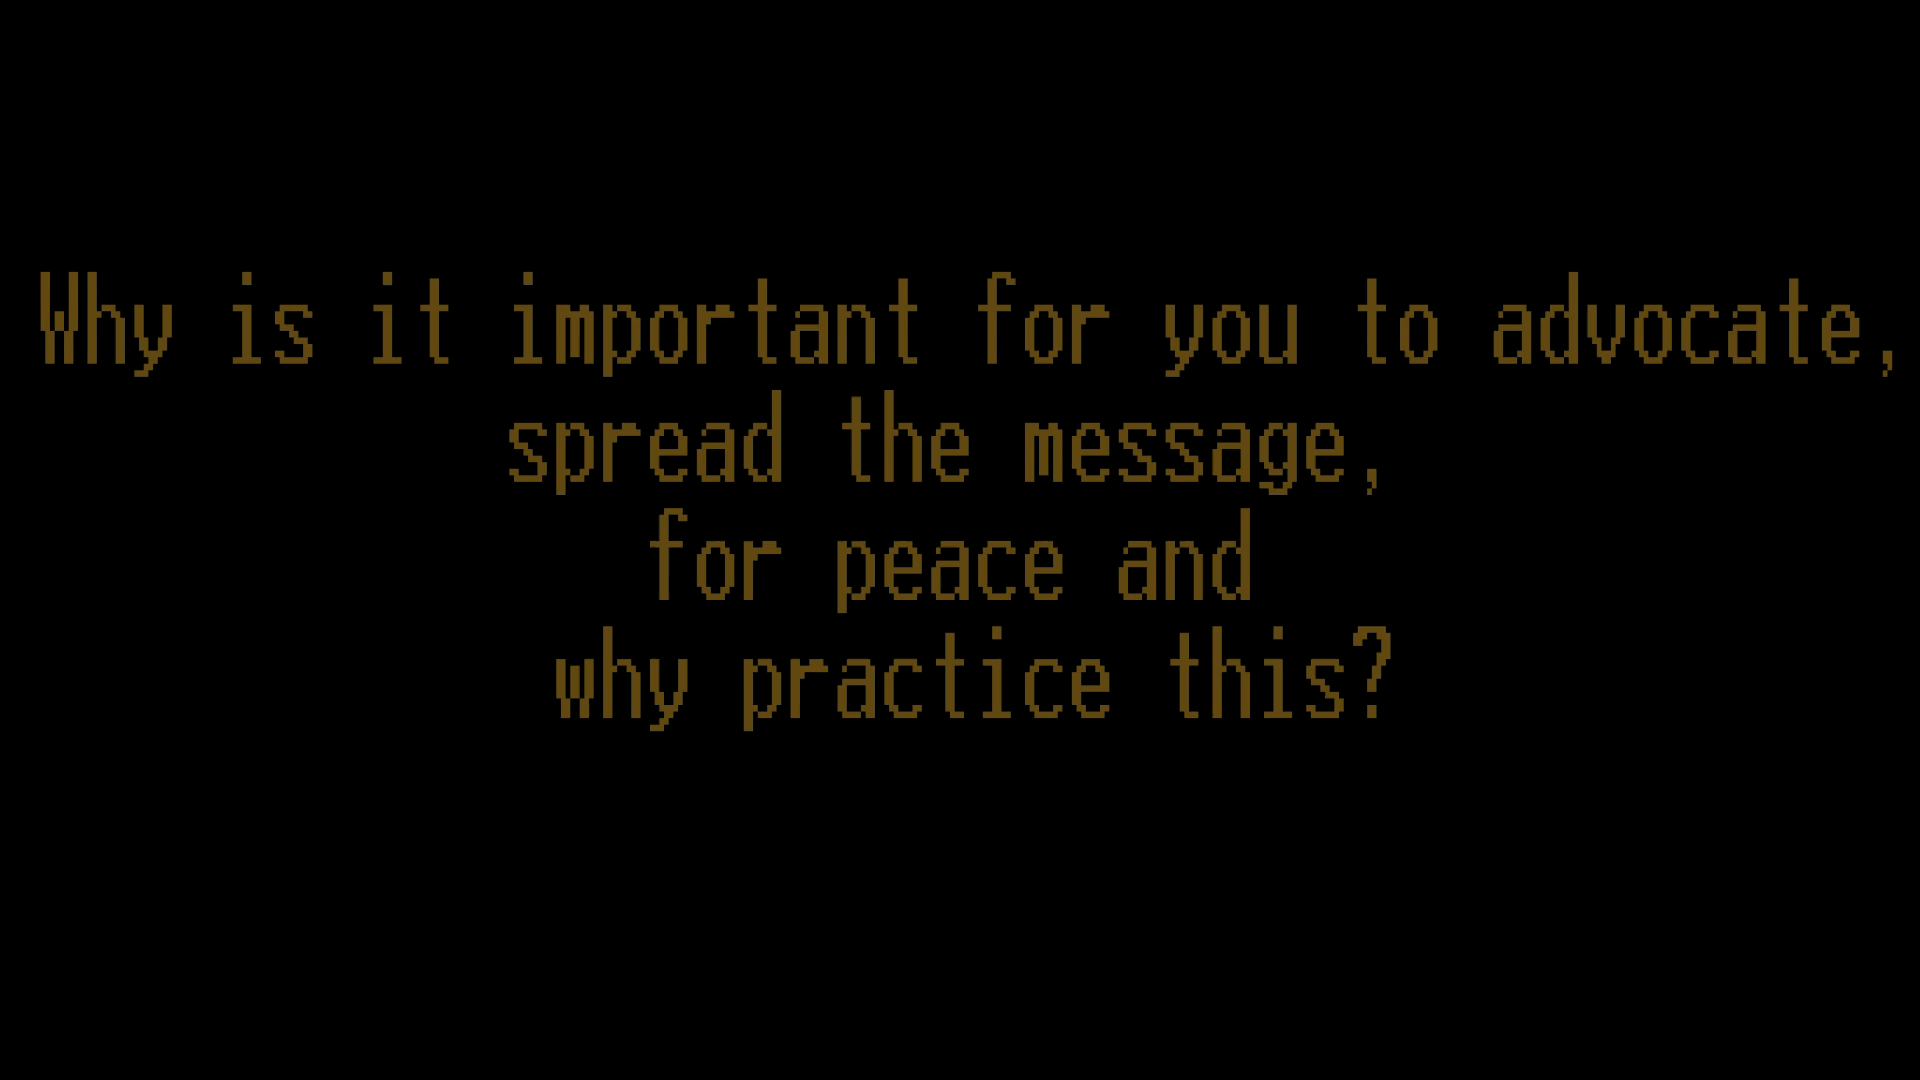 Why is it important for you to advocate,
spread the message,
for peace and
why practice this?